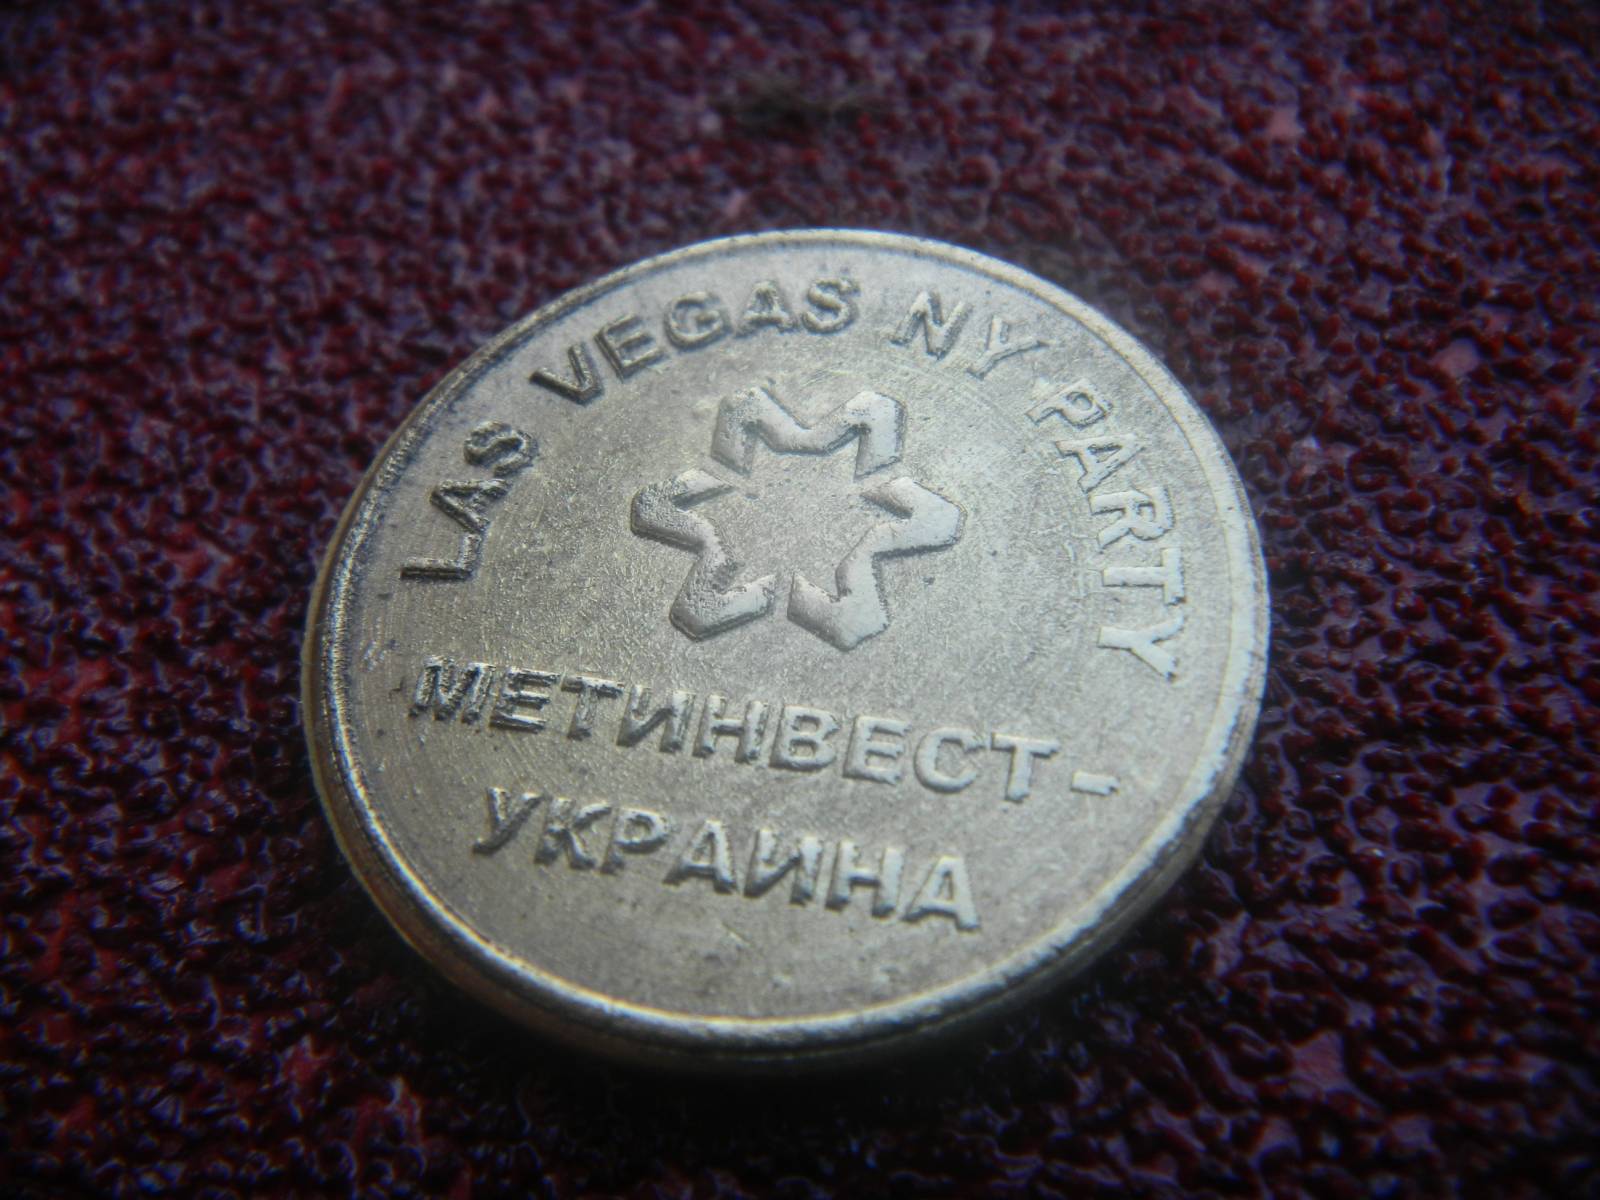 LAS VEGAS NY PARTY
МЕТИНВЕСТ-
УКРАИНА